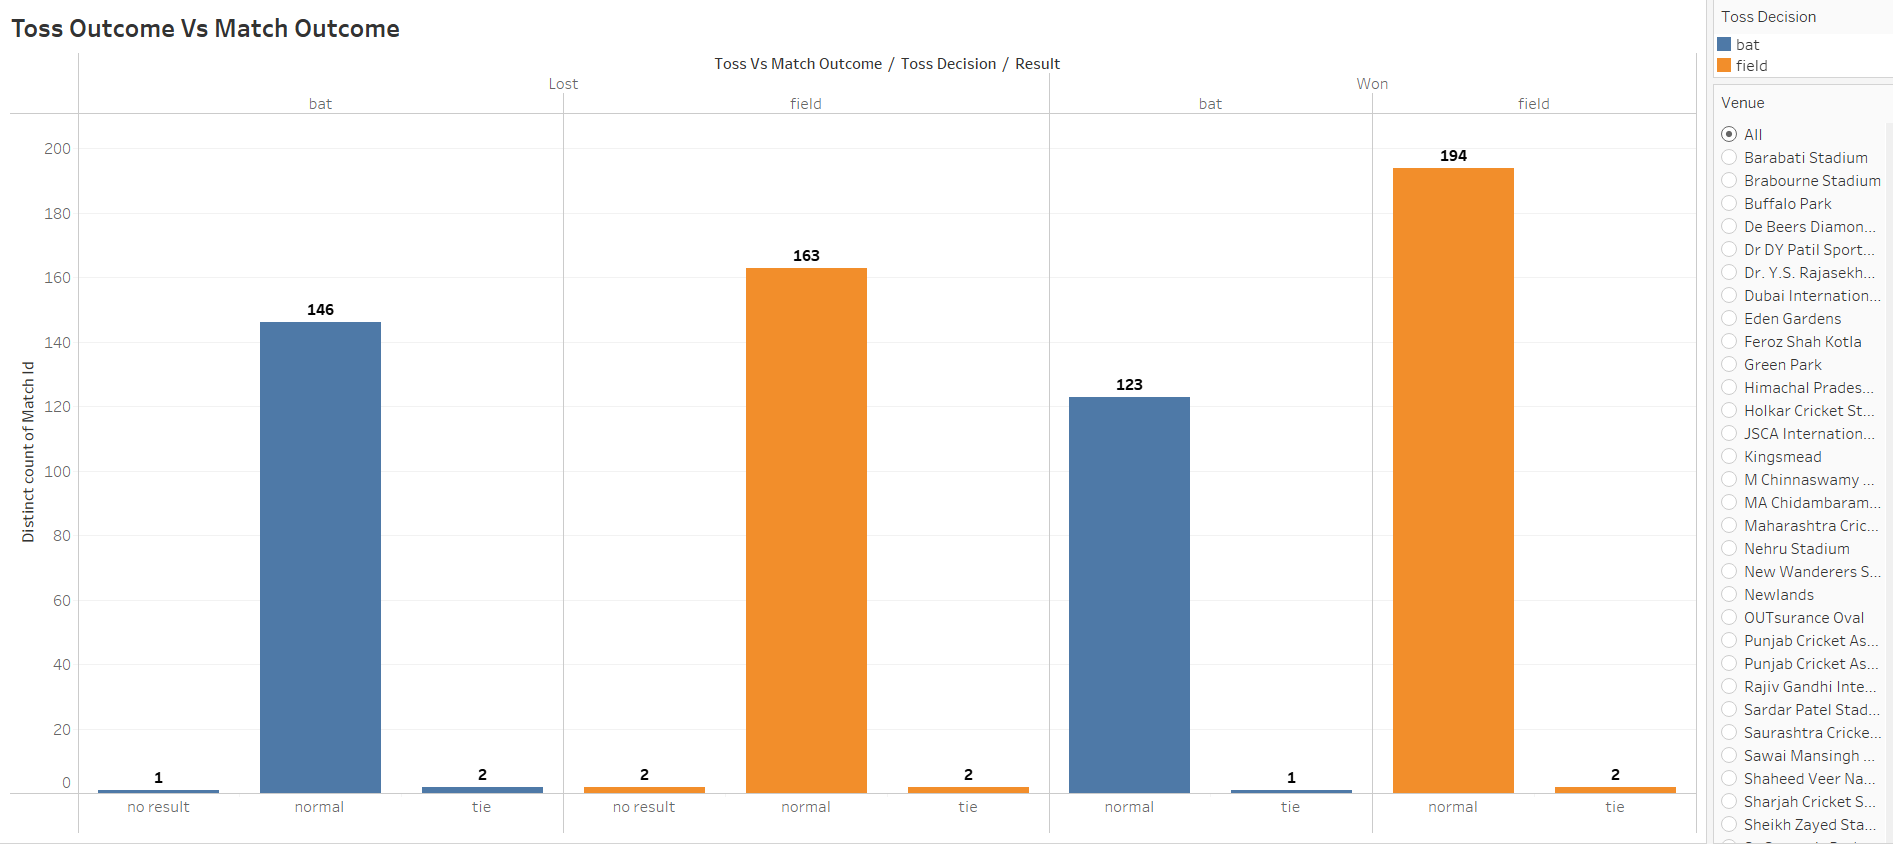 Toss Outcome Vs Match Outcome
Toss Vs Match Outcome / Toss Decision / Result
Lost
Won
bat
field
bat
field
Distinct count of Match Id
200
180
160
140
120
100
80
60
40
20
0
1
146
2
2
163
2
123
1
194
2
no result
normal
tie
no result
normal
tie
normal
tie
normal
tie
Toss Decision
bat
field
Venue
All
Barabati Stadium
Brabourne Stadium
Buffalo Park
De Beers Diamon...
Dr DY Patil Sport...
Dr. Y.S. Rajasekh...
Dubai Internation...
Eden Gardens
Feroz Shah Kotla
Green Park
Himachal Prades...
Holkar Cricket St...
JSCA Internation...
Kingsmead
M Chinnaswamy ...
MA Chidambaram...
Maharashtra Cric...
Nehru Stadium
New Wanderers S...
Newlands
OUTsurance Oval
Punjab Cricket As...
Punjab Cricket As...
Rajiv Gandhi Inte...
Sardar Patel Stad...
Saurashtra Cricke...
Sawai Mansingh ...
Shaheed Veer Na...
Sharjah Cricket S...
Sheikh Zayed Sta...